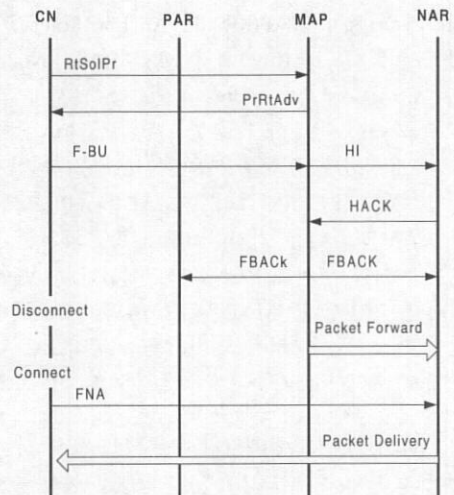 CN PAR MAP NAR
RtSolPr
PrRtAdv
F-BU HI
HACK
FBACk FBACK
Disconnect
Packet Forward
Connect
FNA
Packet Delivery